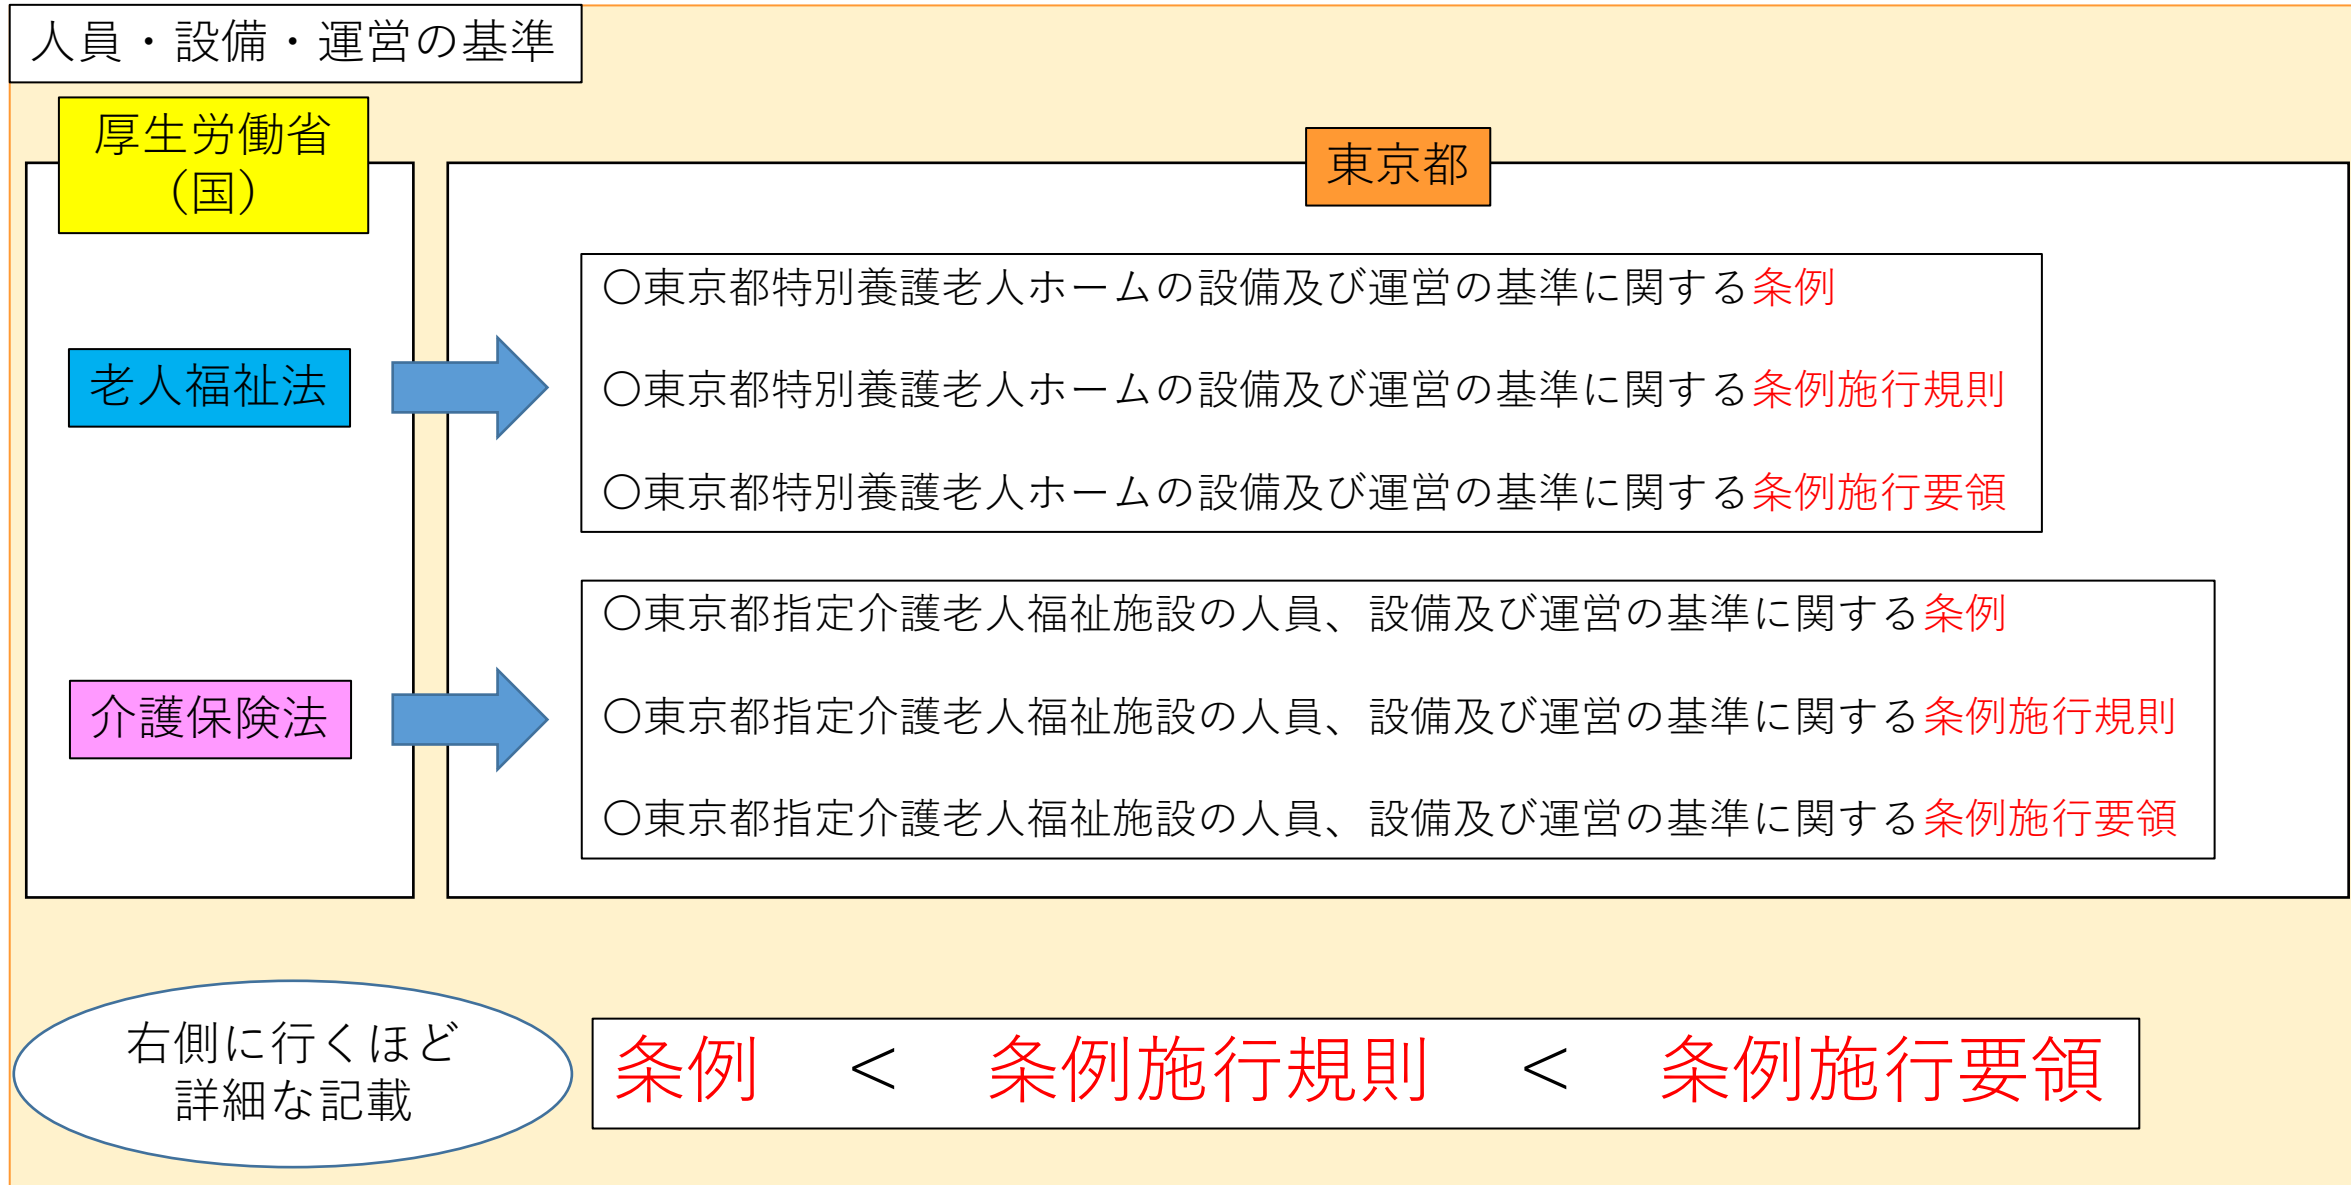 人員・設備・運営の基準
厚生労働省
（国）
東京都
老人福祉法
○東京都特別養護老人ホームの設備及び運営の基準に関する条例
○東京都特別養護老人ホームの設備及び運営の基準に関する条例施行規則
○東京都特別養護老人ホームの設備及び運営の基準に関する条例施行要領
介護保険法
○東京都指定介護老人福祉施設の人員、設備及び運営の基準に関する条例
○東京都指定介護老人福祉施設の人員、設備及び運営の基準に関する条例施行規則
○東京都指定介護老人福祉施設の人員、設備及び運営の基準に関する条例施行要領
右側に行くほど
詳細な記載
条例　＜　条例施行規則　＜　条例施行要領